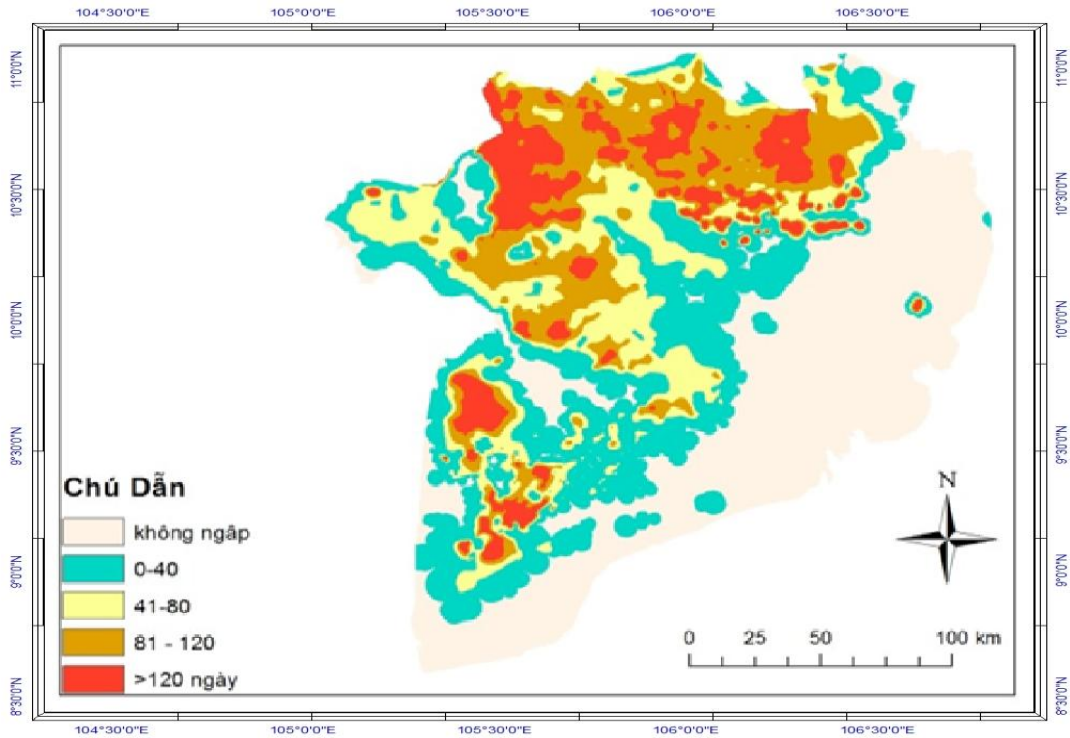 104°30'0"E 105°0'0"E 105°30'0"E 106°0'0"E 106°30'0"E
11°0'0"N 11°0'0"N
10°30'0"N 10°30'0"N
10°0'0"N 10°0'0"N
9°30'0"N 9°30'0"N
9°0'0"N 9°0'0"N
8°30'0"N 8°30'0"N
Chú Dẫn
không ngâp
0-40
41-80
81 - 120
>120 ngày
N
0 25 50 100 km
104°30'0"E 105°0'0"E 105°30'0"E 106°0'0"E 106°30'0"E